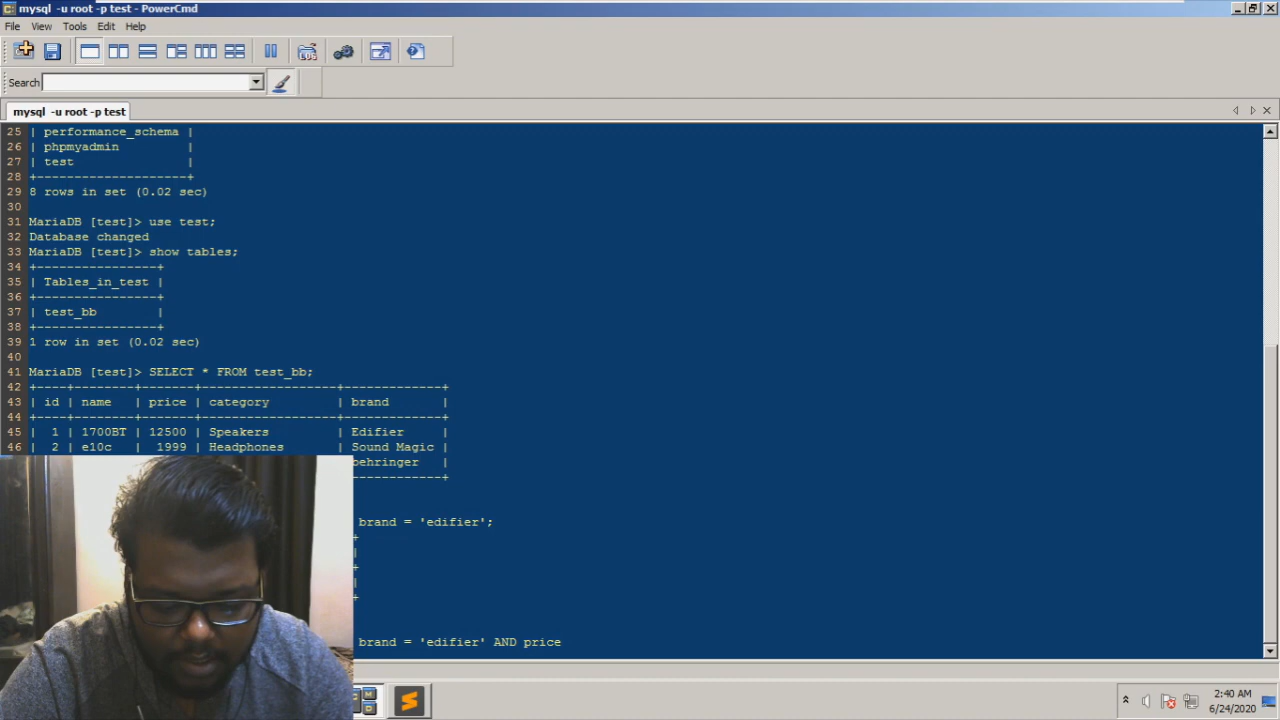 mysql -u root -p test - PowerCmd
File View Tools Edit Help
Search
mysql -u root -p test
25 | performance_schema |
26 | phpmyadmin |
27 | test |
28 +--------------------+
29 8 rows in set (0.02 sec)
30
31 MariaDB [test]> use test;
32 Database changed
33 MariaDB [test]> show tables;
34 +----------------+
35 | Tables_in_test |
36 +----------------+
37 | test_bb |
38 +----------------+
39 1 row in set (0.02 sec)
40
41 MariaDB [test]> SELECT * FROM test_bb;
42 +----+--------+-------+------------------+-------------+
43 | id | name | price | category | brand |
44 +----+--------+-------+------------------+-------------+
45 | 1 | 1700BT | 12500 | Speakers | Edifier |
46 | 2 | e10c | 1999 | Headphones | Sound Magic |
behringer |
------------+
brand = 'edifier';
+
|
+
|
+
brand = 'edifier' AND price
2:40 AM
6/24/2020